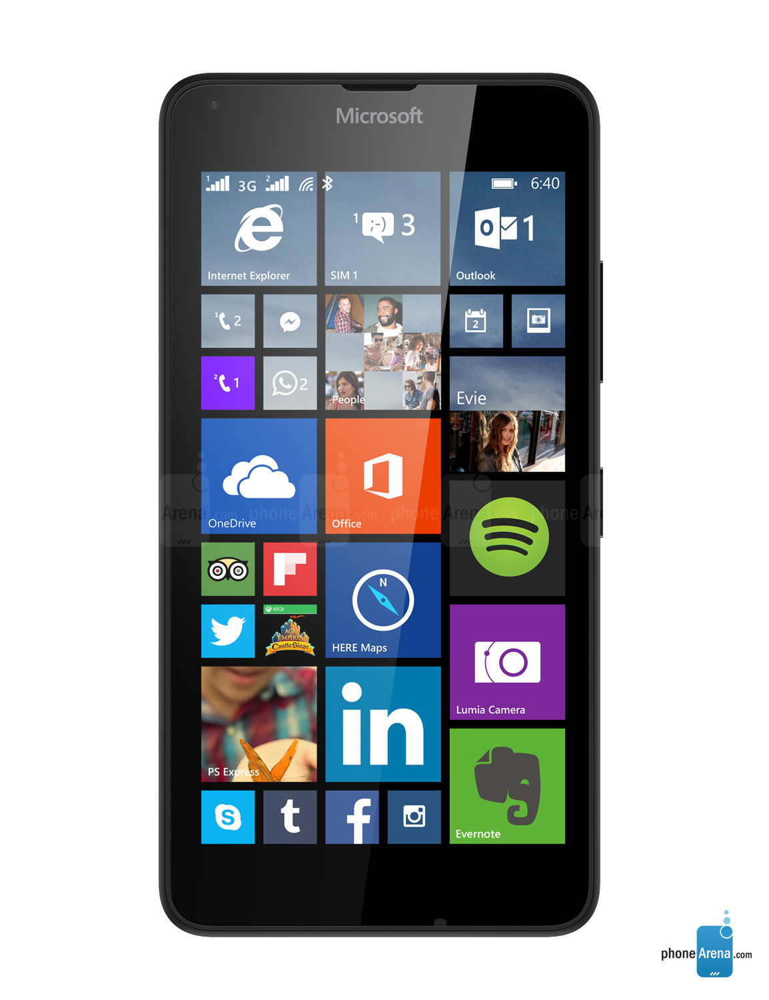 Microsoft
1 3G 2 6:40
1 ;-) 3
O 1
Internet Explorer
SIM 1
Outlook
1 2
2
2 1
2
People
Evie
OneDrive
Office
phoneArena.com
N
XBOX
AGE
OF
EMPIRES
Castle Siege
HERE Maps
in
Lumia Camera
PS Express
S
t
f
Evernote
phoneArena.com